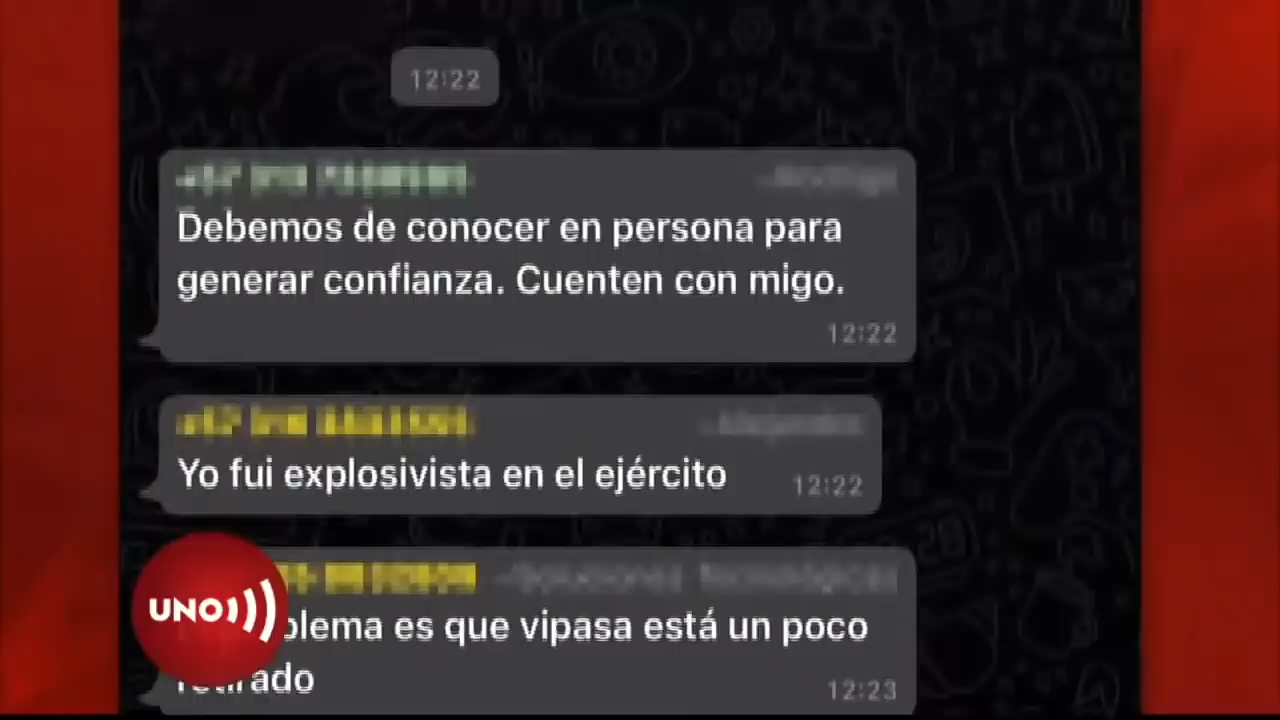 12:22
Debemos de conocer en persona para
generar confianza. Cuenten con migo.
12:22
Yo fui explosivista en el ejército
12:22
es que vipasa está un poco
12:23
UNO